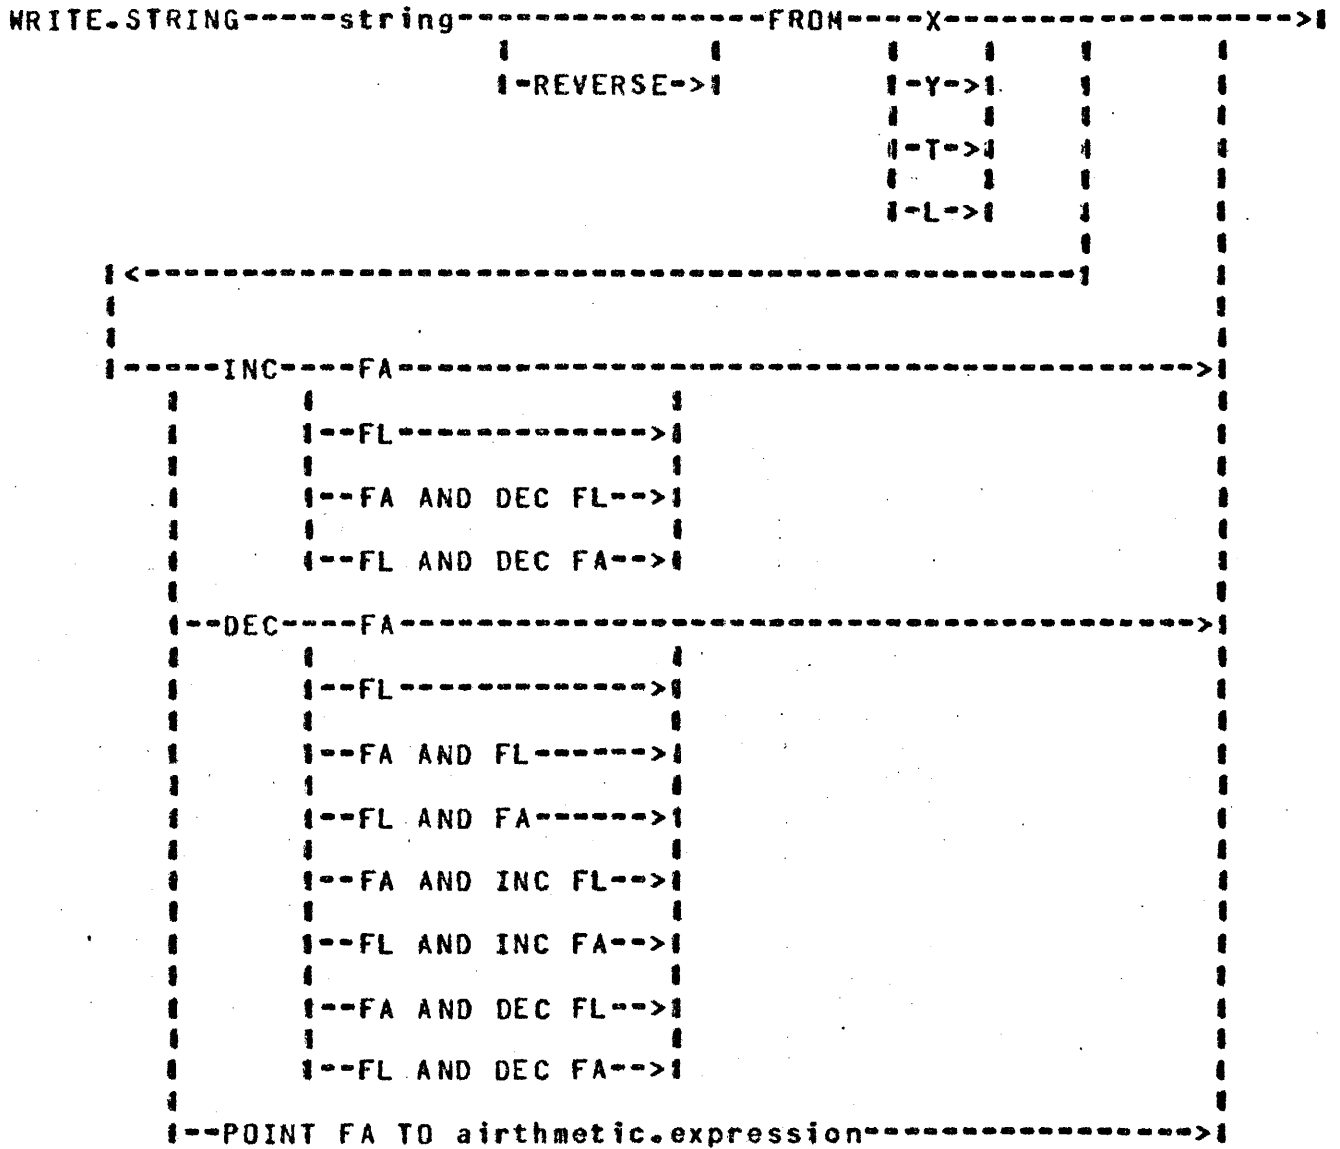 WRITE.STRING-----string----------------FROM----X------------------>|
| | | | | |
|-REVERSE->| |-Y->| | |
| | | |
|-T->| | |
| | | |
|-L->| | |
|<------------------------------------------------|
|-----INC----FA----------------------------------------->|
|--FL------------->|
|--FA AND DEC FL-->|
|--FL AND DEC FA-->|
|--DEC----FA----------------------------------------->|
|--FL------------->|
|--FA AND FL------>|
|--FL AND FA------>|
|--FA AND INC FL-->|
|--FL AND INC FA-->|
|--FA AND DEC FL-->|
|--FL AND DEC FA-->|
|--POINT FA TO airthmetic.expression----------------->|